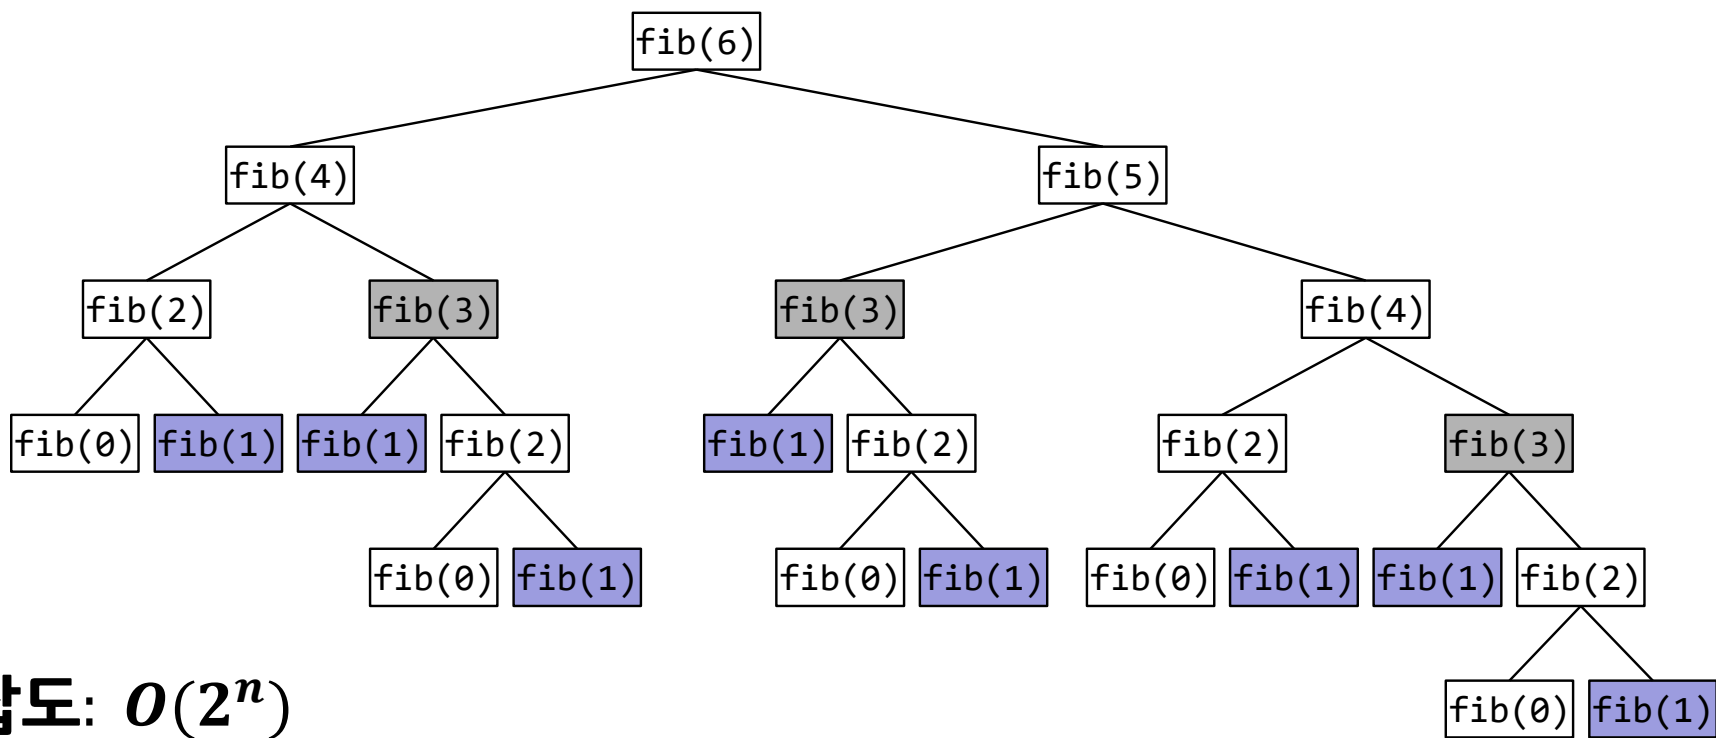 fib(6)
fib(4) fib(5)
fib(2) fib(3) fib(3) fib(4)
fib(0) fib(1) fib(1) fib(2) fib(1) fib(2) fib(2) fib(3)
fib(0) fib(1) fib(0) fib(1) fib(0) fib(1) fib(1) fib(2)
fib(0) fib(1)
도: O(2ⁿ)